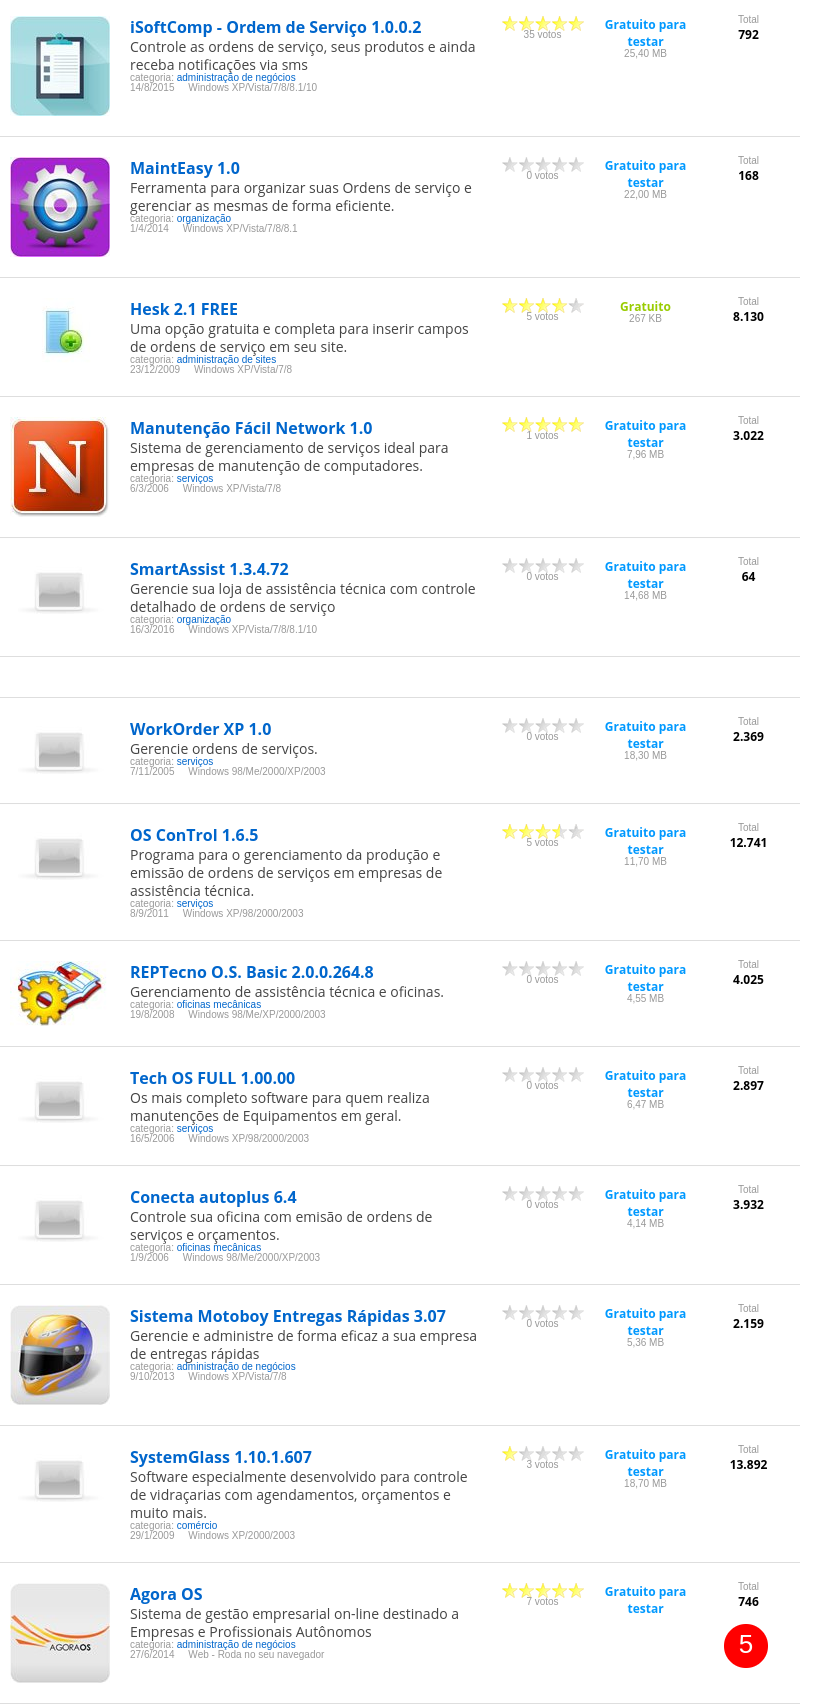 iSoftComp - Ordem de Serviço 1.0.0.2
Controle as ordens de serviço, seus produtos e ainda
receba notificações via sms
categoria: administração de negócios
14/8/2015 Windows XP/Vista/7/8/8.1/10
35 votos
Gratuito para
testar
25,40 MB
Total
792
MaintEasy 1.0
Ferramenta para organizar suas Ordens de serviço e
gerenciar as mesmas de forma eficiente.
categoria: organização
1/4/2014 Windows XP/Vista/7/8/8.1
0 votos
Gratuito para
testar
22,00 MB
Total
168
Hesk 2.1 FREE
Uma opção gratuita e completa para inserir campos
de ordens de serviço em seu site.
categoria: administração de sites
23/12/2009 Windows XP/Vista/7/8
5 votos
Gratuito
267 KB
Total
8.130
N
Manutenção Fácil Network 1.0
Sistema de gerenciamento de serviços ideal para
empresas de manutenção de computadores.
categoria: serviços
6/3/2006 Windows XP/Vista/7/8
1 votos
Gratuito para
testar
7,96 MB
Total
3.022
SmartAssist 1.3.4.72
Gerencie sua loja de assistência técnica com controle
detalhado de ordens de serviço
categoria: organização
16/3/2016 Windows XP/Vista/7/8/8.1/10
0 votos
Gratuito para
testar
14,68 MB
Total
64
WorkOrder XP 1.0
Gerencie ordens de serviços.
categoria: serviços
7/11/2005 Windows 98/Me/2000/XP/2003
0 votos
Gratuito para
testar
18,30 MB
Total
2.369
OS ConTrol 1.6.5
Programa para o gerenciamento da produção e
emissão de ordens de serviços em empresas de
assistência técnica.
categoria: serviços
8/9/2011 Windows XP/98/2000/2003
5 votos
Gratuito para
testar
11,70 MB
Total
12.741
REPTecno O.S. Basic 2.0.0.264.8
Gerenciamento de assistência técnica e oficinas.
categoria: oficinas mecânicas
19/8/2008 Windows 98/Me/XP/2000/2003
0 votos
Gratuito para
testar
4,55 MB
Total
4.025
Tech OS FULL 1.00.00
Os mais completo software para quem realiza
manutenções de Equipamentos em geral.
categoria: serviços
16/5/2006 Windows XP/98/2000/2003
0 votos
Gratuito para
testar
6,47 MB
Total
2.897
Conecta autoplus 6.4
Controle sua oficina com emisão de ordens de
serviços e orçamentos.
categoria: oficinas mecânicas
1/9/2006 Windows 98/Me/2000/XP/2003
0 votos
Gratuito para
testar
4,14 MB
Total
3.932
Sistema Motoboy Entregas Rápidas 3.07
Gerencie e administre de forma eficaz a sua empresa
de entregas rápidas
categoria: administração de negócios
9/10/2013 Windows XP/Vista/7/8
0 votos
Gratuito para
testar
5,36 MB
Total
2.159
SystemGlass 1.10.1.607
Software especialmente desenvolvido para controle
de vidraçarias com agendamentos, orçamentos e
muito mais.
categoria: comércio
29/1/2009 Windows XP/2000/2003
3 votos
Gratuito para
testar
18,70 MB
Total
13.892
AGORAOS
Agora OS
Sistema de gestão empresarial on-line destinado a
Empresas e Profissionais Autônomos
categoria: administração de negócios
27/6/2014 Web - Roda no seu navegador
7 votos
Gratuito para
testar
Total
746
5